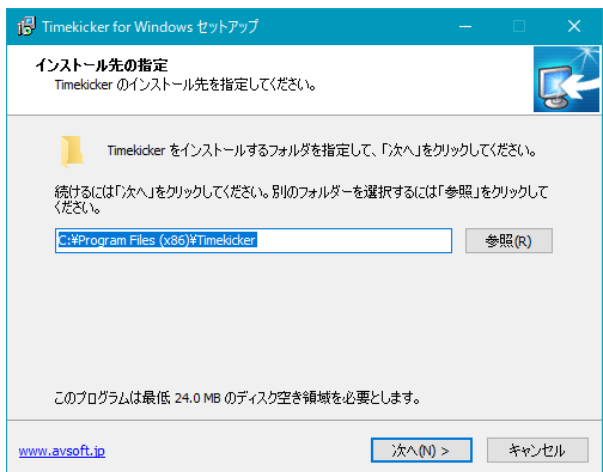 Timekicker for Windows セットアップ
インストール先の指定
Timekicker のインストール先を指定してください。
Timekicker をインストールするフォルダを指定して、「次へ」をクリックしてください。
続けるには「次へ」をクリックしてください。別のフォルダーを選択するには「参照」をクリックして
ください。
C:¥Program Files (x86)¥Timekicker
参照(R)
このプログラムは最低 24.0 MB のディスク空き領域を必要とします。
www.avsoft.jp
次へ(N) >
キャンセル